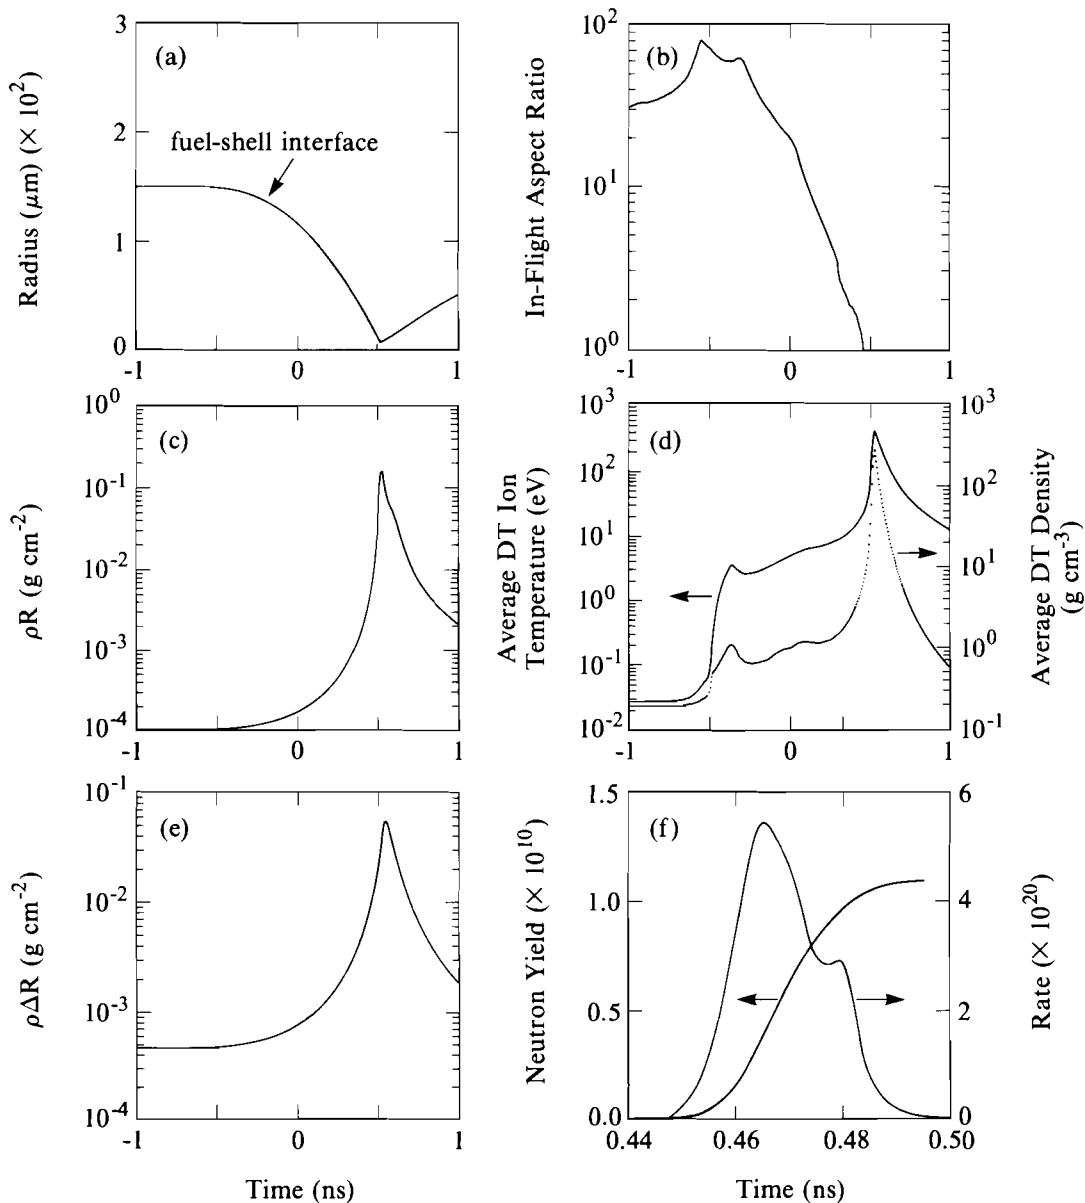 (a)
Radius (μm) (× 10²)
3
2
1
0
fuel-shell interface
-1
0
1
(b)
In-Flight Aspect Ratio
10²
10¹
10⁰
-1
0
1
(c)
ρR (g cm⁻²)
10⁰
10⁻¹
10⁻²
10⁻³
10⁻⁴
-1
0
1
(d)
Average DT Ion
Temperature (eV)
10³
10²
10¹
10⁰
10⁻¹
10⁻²
-1
0
1
10³
10²
10¹
10⁰
10⁻¹
Average DT Density
(g cm⁻³)
(e)
ρΔR (g cm⁻²)
10⁻¹
10⁻²
10⁻³
10⁻⁴
-1
0
1
Time (ns)
(f)
Neutron Yield (× 10¹⁰)
1.5
1.0
0.5
0.0
0.44
0.46
0.48
0.50
6
4
2
0
Rate (× 10²⁰)
Time (ns)